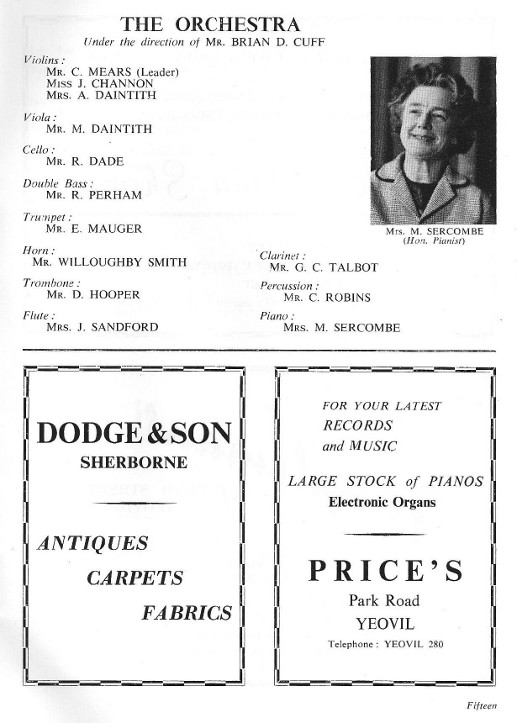 THE ORCHESTRA
Under the direction of MR. BRIAN D. CUFF
Violins :
MR. C. MEARS (Leader)
MISS J. CHANNON
MRS. A. DAINTITH
Viola :
MR. M. DAINTITH
Cello :
MR. R. DADE
Double Bass :
MR. R. PERHAM
Trumpet :
MR. E. MAUGER
Horn :
MR. WILLOUGHBY SMITH
Trombone :
MR. D. HOOPER
Flute :
MRS. J. SANDFORD
MRS. M. SERCOMBE
(Hon. Pianist)
Clarinet :
MR. G. C. TALBOT
Percussion :
MR. C. ROBINS
Piano :
MRS. M. SERCOMBE
DODGE & SON
SHERBORNE
ANTIQUES
CARPETS
FABRICS
FOR YOUR LATEST
RECORDS
and MUSIC
LARGE STOCK of PIANOS
Electronic Organs
PRICE'S
Park Road
YEOVIL
Telephone : YEOVIL 280
Fifteen